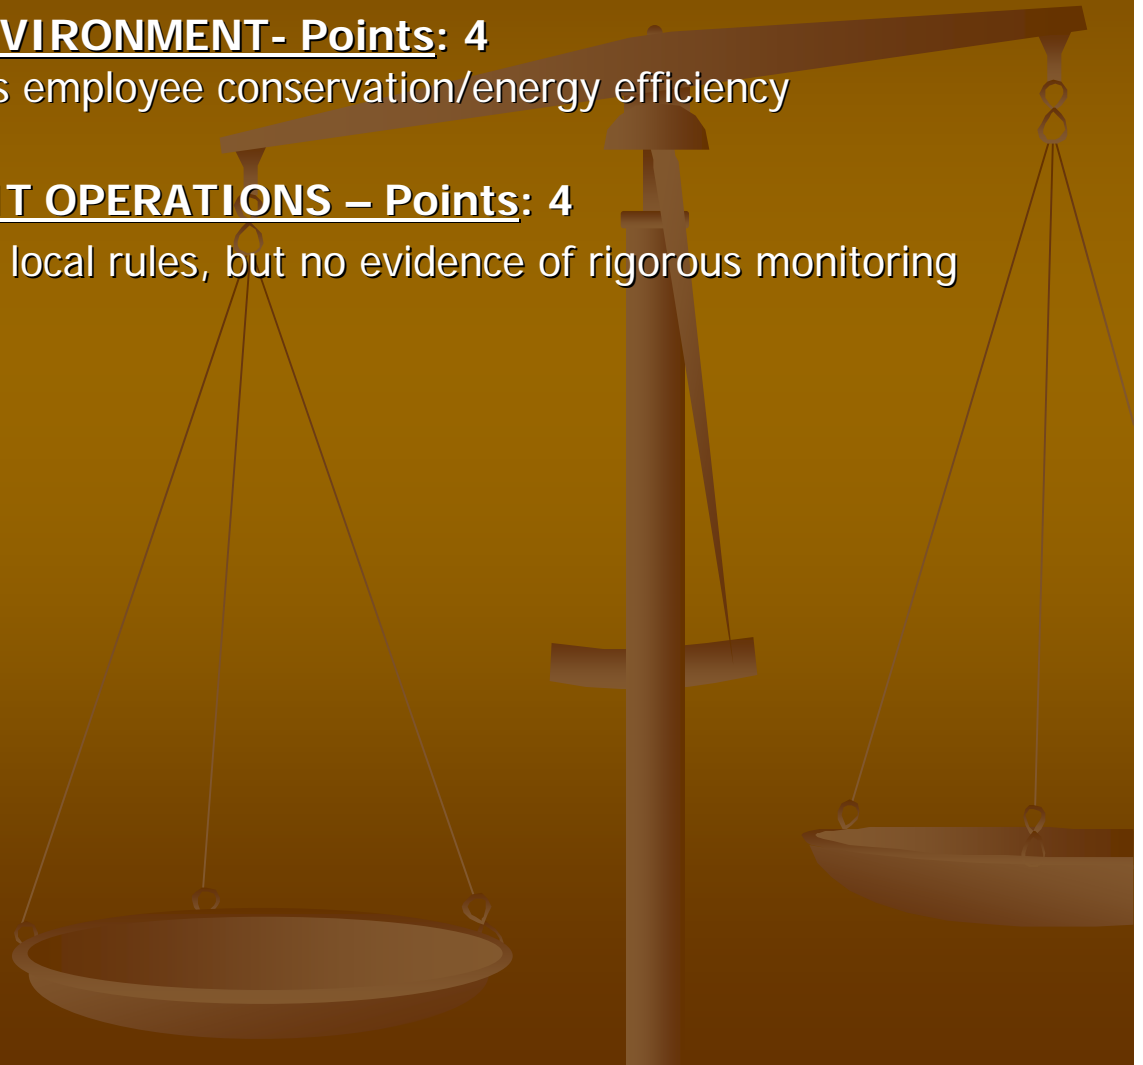 VIRONMENT- Points: 4
s employee conservation/energy efficiency
T OPERATIONS – Points: 4
local rules, but no evidence of rigorous monitoring